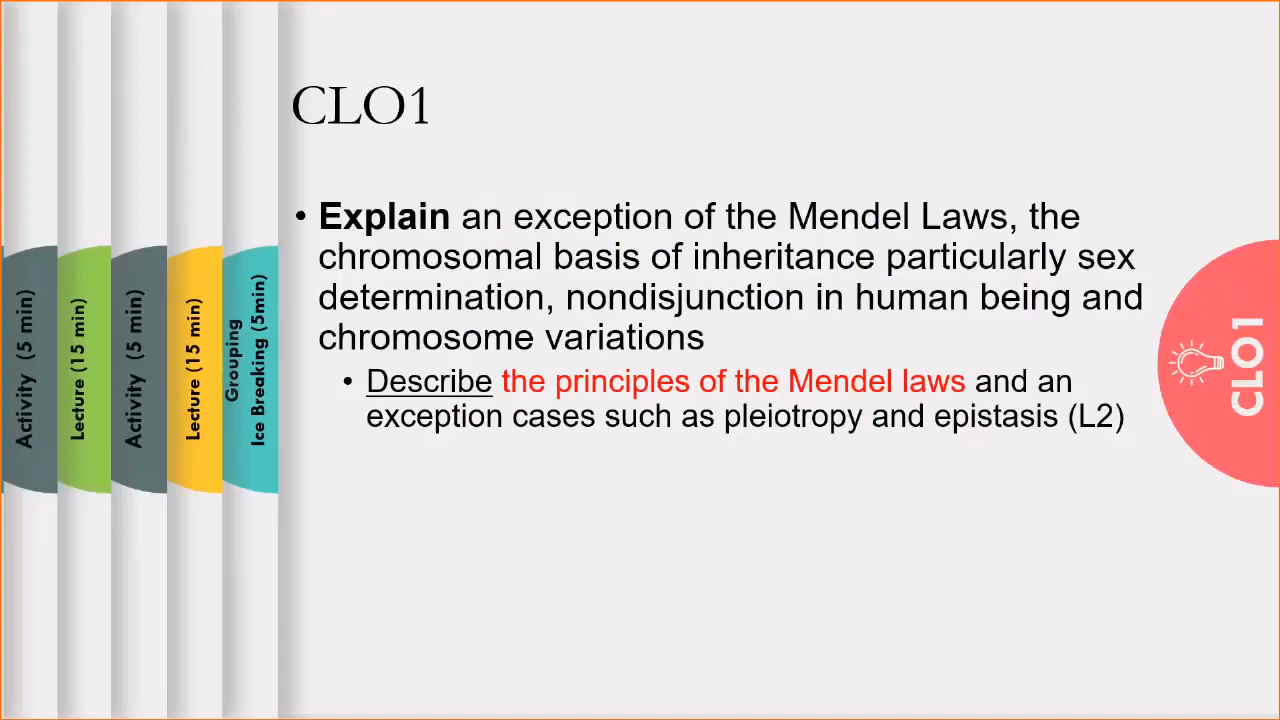 CLO1
• Explain an exception of the Mendel Laws, the
chromosomal basis of inheritance particularly sex
determination, nondisjunction in human being and
chromosome variations
• Describe the principles of the Mendel laws and an
exception cases such as pleiotropy and epistasis (L2)
Activity (5 min)
Lecture (15 min)
Activity (5 min)
Lecture (15 min)
Grouping
Ice Breaking (5min)
CLO1